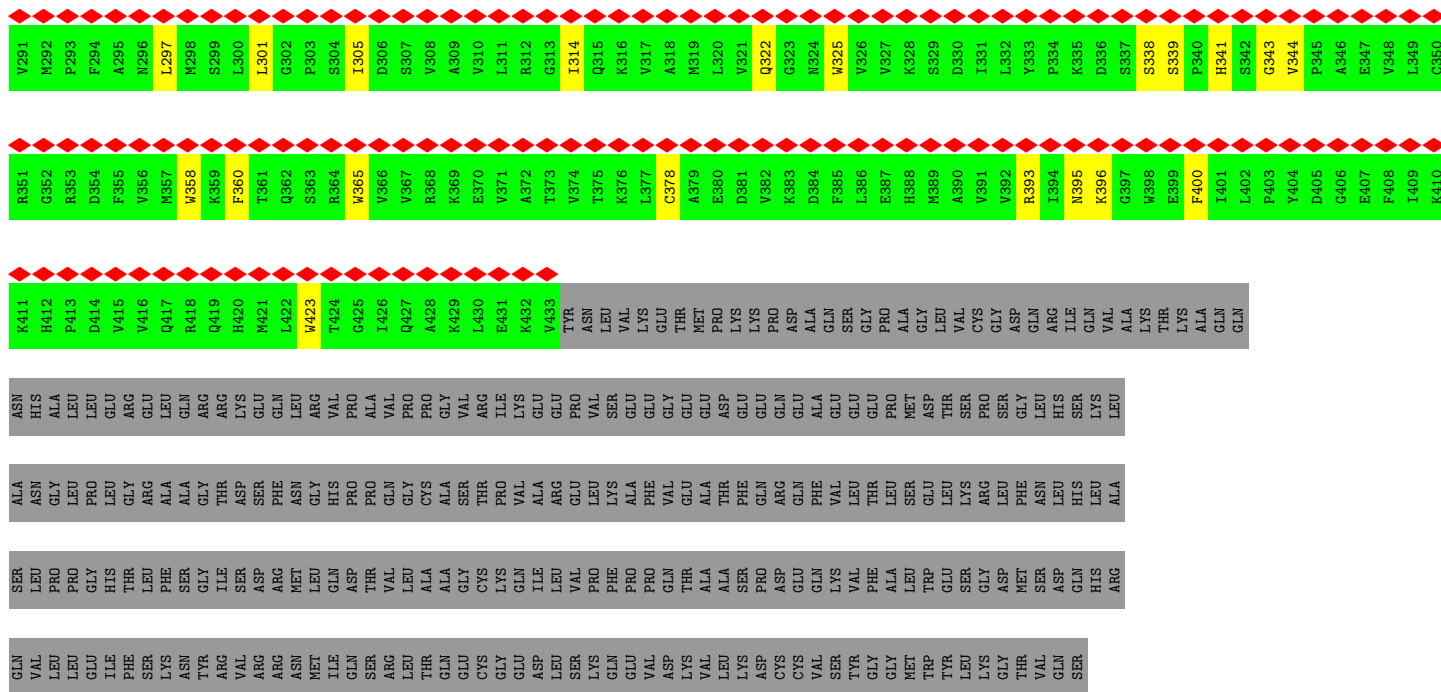 V291 M292 P293 F294 A295 N296 L297 M298 S299 L300 L301 G302 P303 S304 I305 D306 S307 V308 A309 V310 L311 R312 G313 I314 Q315 K316 V317 A318 M319 L320 V321 Q322 G323 N324 W325 V326 V327 K328 S329 D330 I331 L332 Y333 P334 K335 D336 S337 S338 S339 P340 H341 S342 G343 V344 P345 A346 E347 V348 L349 C350
R351 G352 R353 D354 F355 V356 M357 W358 K359 F360 T361 Q362 S363 R364 W365 V366 V367 R368 K369 E370 V371 A372 T373 V374 T375 K376 L377 C378 A379 E380 D381 V382 K383 D384 F385 L386 E387 H388 M389 A390 V391 V392 R393 I394 N395 K396 G397 W398 E399 F400 I401 L402 P403 Y404 D405 G406 E407 F408 I409 K410
K411 H412 P413 D414 V415 V416 Q417 R418 Q419 H420 M421 L422 W423 T424 G425 I426 Q427 A428 K429 L430 E431 K432 V433 TYR ASN LEU VAL LYS GLU THR MET PRO LYS LYS PRO ASP ALA GLN SER GLY PRO ALA GLY LEU VAL CYS GLY ASP GLN ARG ILE GLN VAL ALA LYS THR LYS ALA GLN GLN
ASN HIS ALA LEU LEU GLU ARG GLU LEU GLN ARG ARG LYS GLU GLN LEU ARG VAL PRO ALA VAL PRO PRO GLY VAL ARG ILE LYS GLU GLU PRO VAL SER GLU GLU GLY GLU GLU ASP GLU GLU GLN GLU ALA GLU GLU GLU PRO MET ASP THR SER PRO SER GLY LEU HIS SER LYS LEU
ALA ASN GLY LEU PRO LEU GLY ARG ALA ALA GLY THR ASP SER PHE ASN GLY HIS PRO PRO GLN GLY CYS ALA SER THR PRO VAL ALA ARG GLU LEU LYS ALA PHE VAL GLU ALA THR PHE GLN ARG GLN PHE VAL LEU THR LEU SER GLU LEU LYS ARG LEU PHE ASN LEU HIS LEU ALA
SER LEU PRO PRO GLY HIS THR LEU PHE SER GLY ILE SER ASP ARG MET LEU GLN ASP THR VAL LEU ALA ALA GLY CYS LYS GLN ILE LEU VAL PRO PHE PRO PRO GLN THR ALA ALA SER PRO ASP GLU GLN LYS VAL PHE ALA LEU TRP GLU SER GLY ASP MET SER ASP GLN HIS ARG
GLN VAL LEU LEU GLU ILE PHE SER LYS ASN TYR ARG VAL ARG ARG ASN MET ILE GLN SER ARG LEU THR GLN GLU CYS GLY GLU ASP LEU SER LYS GLN GLU VAL ASP LYS VAL LEU LYS ASP CYS CYS VAL SER TYR GLY GLY MET TRP TYR LEU LYS GLY THR VAL GLN SER